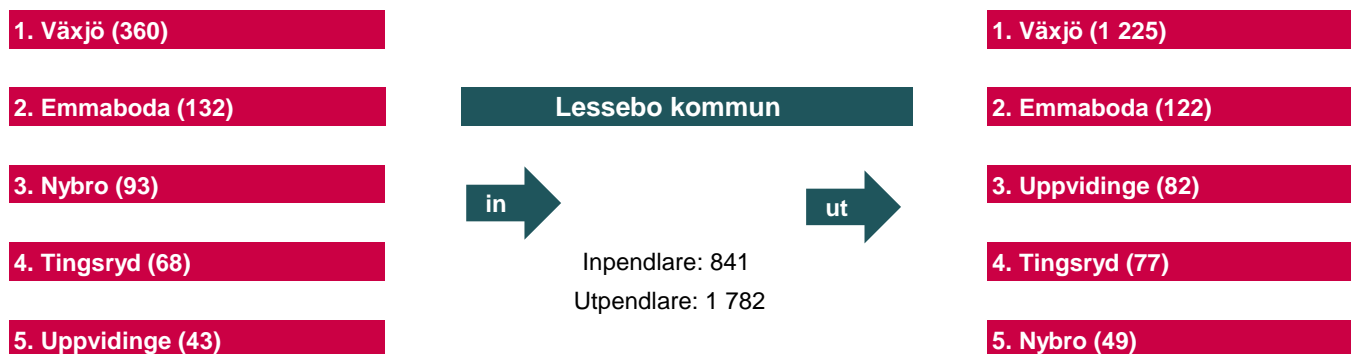 1. Växjö (360)
2. Emmaboda (132)
3. Nybro (93)
4. Tingsryd (68)
5. Uppvidinge (43)
Lessebo kommun
in
ut
Inpendlare: 841
Utpendlare: 1 782
1. Växjö (1 225)
2. Emmaboda (122)
3. Uppvidinge (82)
4. Tingsryd (77)
5. Nybro (49)